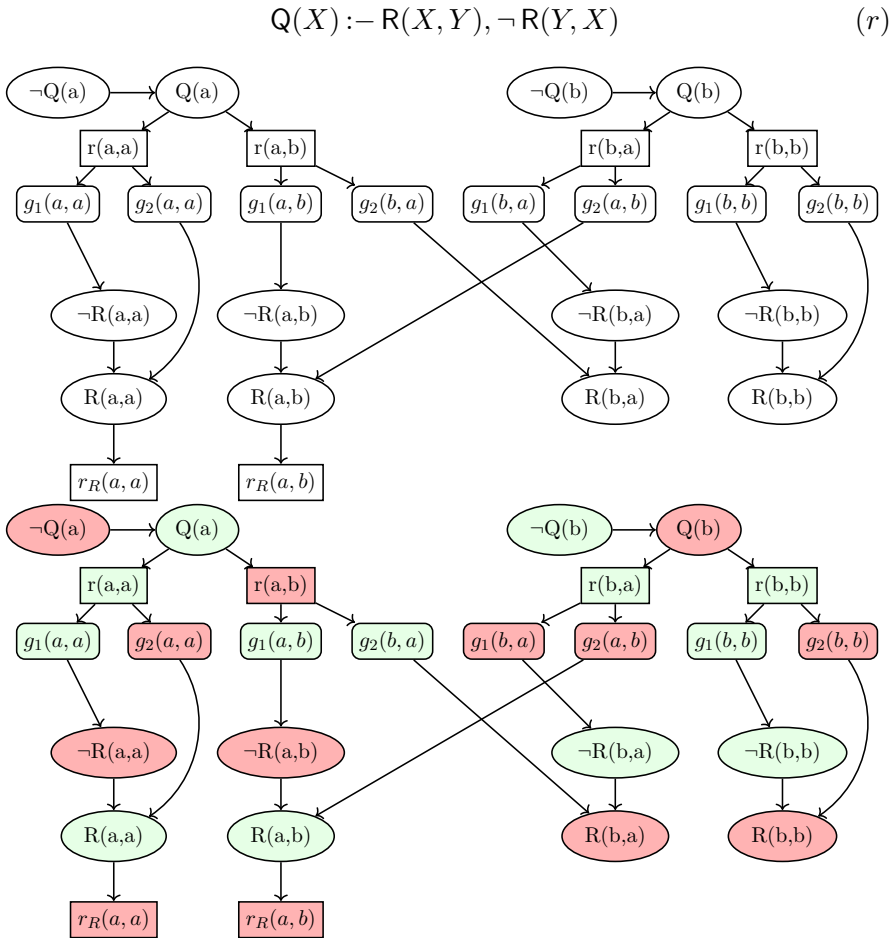 Q(X) :− R(X, Y), ¬ R(Y, X) (r)
¬Q(a) Q(a) ¬Q(b) Q(b)
r(a,a) r(a,b) r(b,a) r(b,b)
g₁(a, a) g₂(a, a) g₁(a, b) g₂(b, a) g₁(b, a) g₂(a, b) g₁(b, b) g₂(b, b)
¬R(a,a) ¬R(a,b) ¬R(b,a) ¬R(b,b)
R(a,a) R(a,b) R(b,a) R(b,b)
r_R(a, a) r_R(a, b)
¬Q(a) Q(a) ¬Q(b) Q(b)
r(a,a) r(a,b) r(b,a) r(b,b)
g₁(a, a) g₂(a, a) g₁(a, b) g₂(b, a) g₁(b, a) g₂(a, b) g₁(b, b) g₂(b, b)
¬R(a,a) ¬R(a,b) ¬R(b,a) ¬R(b,b)
R(a,a) R(a,b) R(b,a) R(b,b)
r_R(a, a) r_R(a, b)